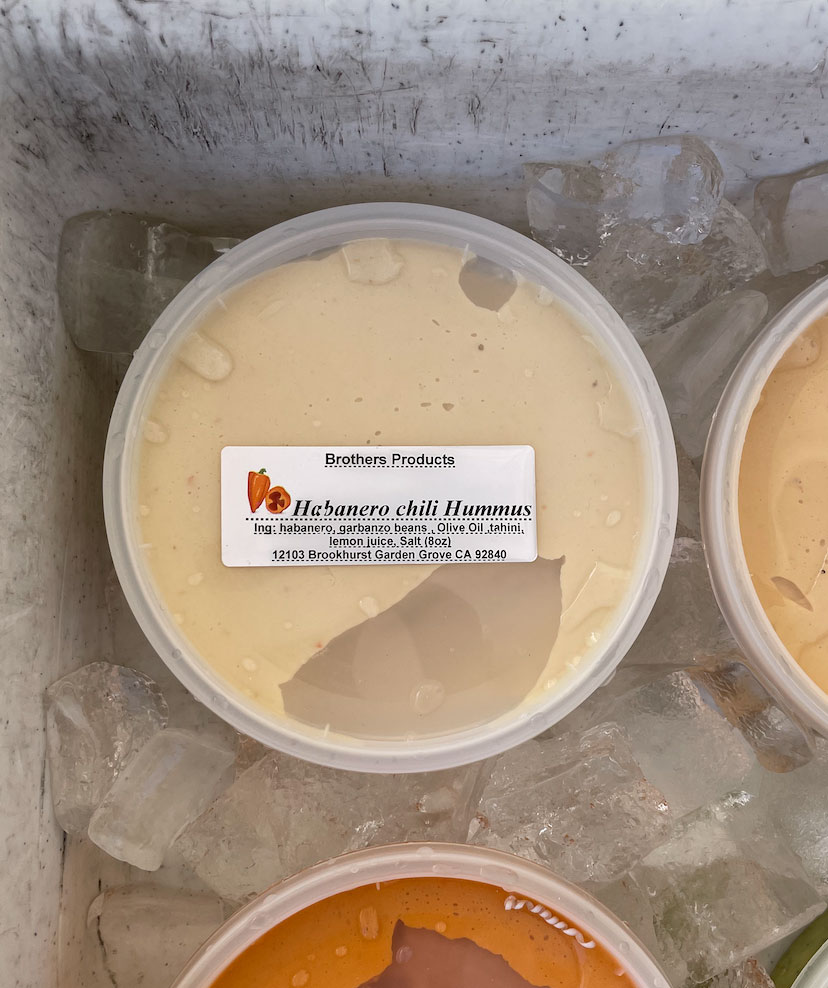 Brothers Products
Habanero chili Hummus
Ing: habanero, garbanzo beans , Olive Oil ,tahini,
lemon juice, Salt (8oz)
12103 Brookhurst Garden Grove CA 92840